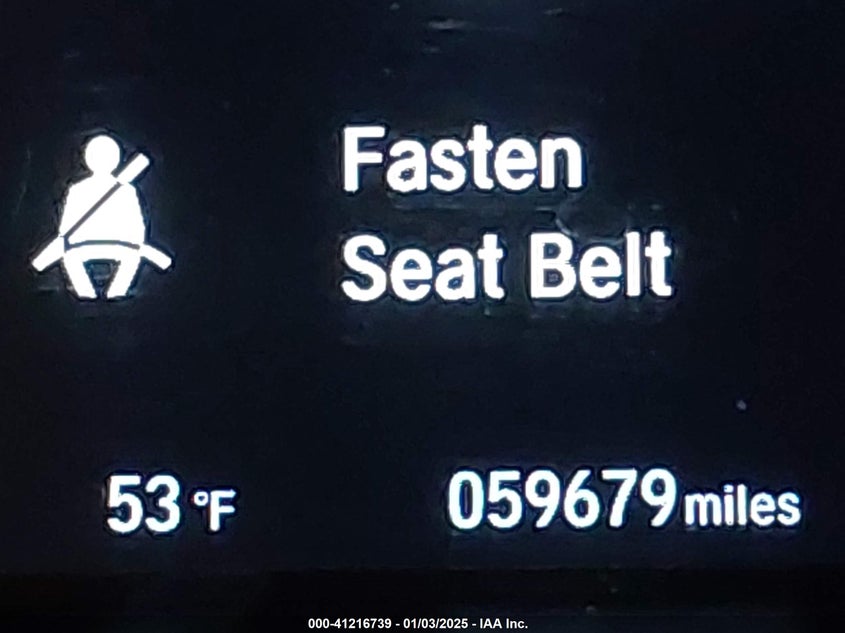 Fasten
Seat Belt
53 °F 059679 miles
000-41216739 - 01/03/2025 - IAA Inc.